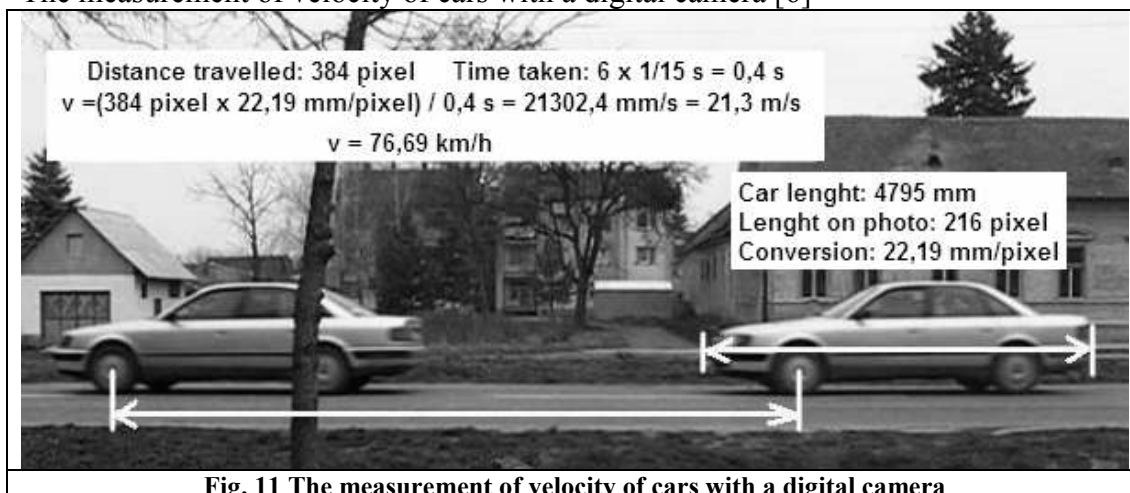 The measurement of velocity of cars with a digital camera [6]
Distance travelled: 384 pixel Time taken: 6 x 1/15 s = 0,4 s
v =(384 pixel x 22,19 mm/pixel) / 0,4 s = 21302,4 mm/s = 21,3 m/s
v = 76,69 km/h
Car lenght: 4795 mm
Lenght on photo: 216 pixel
Conversion: 22,19 mm/pixel
Fig. 11 The measurement of velocity of cars with a digital camera